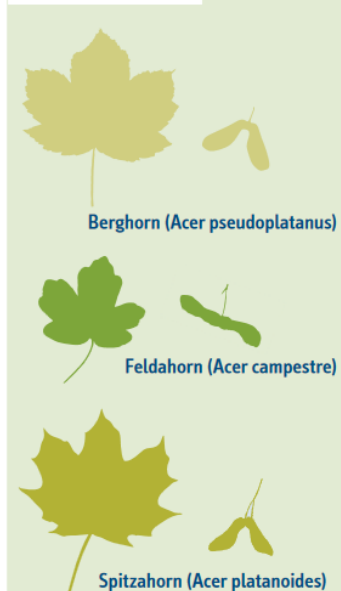 Berghorn (Acer pseudoplatanus)
Feldahorn (Acer campestre)
Spitzahorn (Acer platanoides)